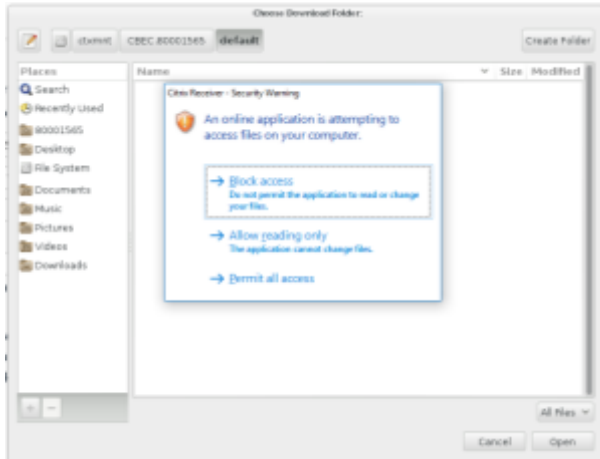 Choose Download Folder:
ctxmnt CBEC 80001565 default Create Folder
Places Name Size Modified
Search
Recently Used
80001565
Desktop
File System
Documents
Music
Pictures
Videos
Downloads
Citrix Receiver - Security Warning
An online application is attempting to
access files on your computer.
Block access
Do not permit the application to read or change
your files.
Allow reading only
The application cannot change files.
Permit all access
All Files
Cancel Open